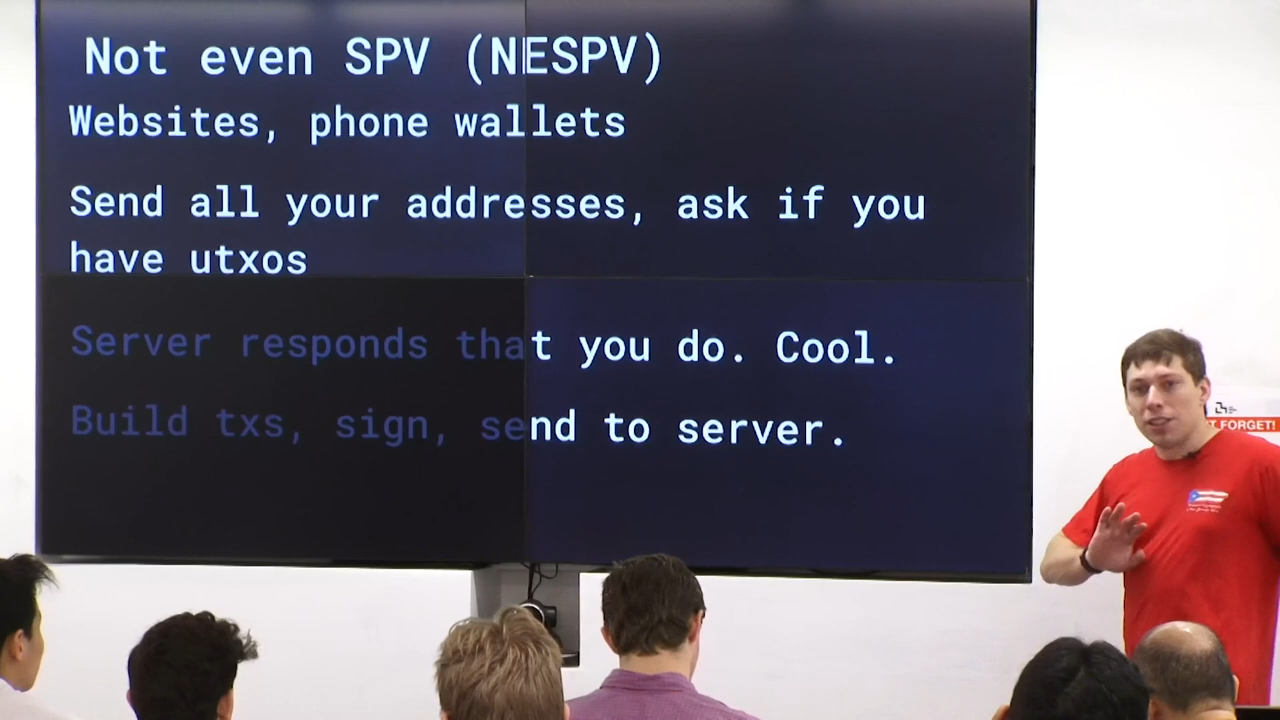 Not even SPV (NESPV)
Websites, phone wallets
Send all your addresses, ask if you
have utxos
Server responds that you do. Cool.
Build txs, sign, send to server.
FORGET!